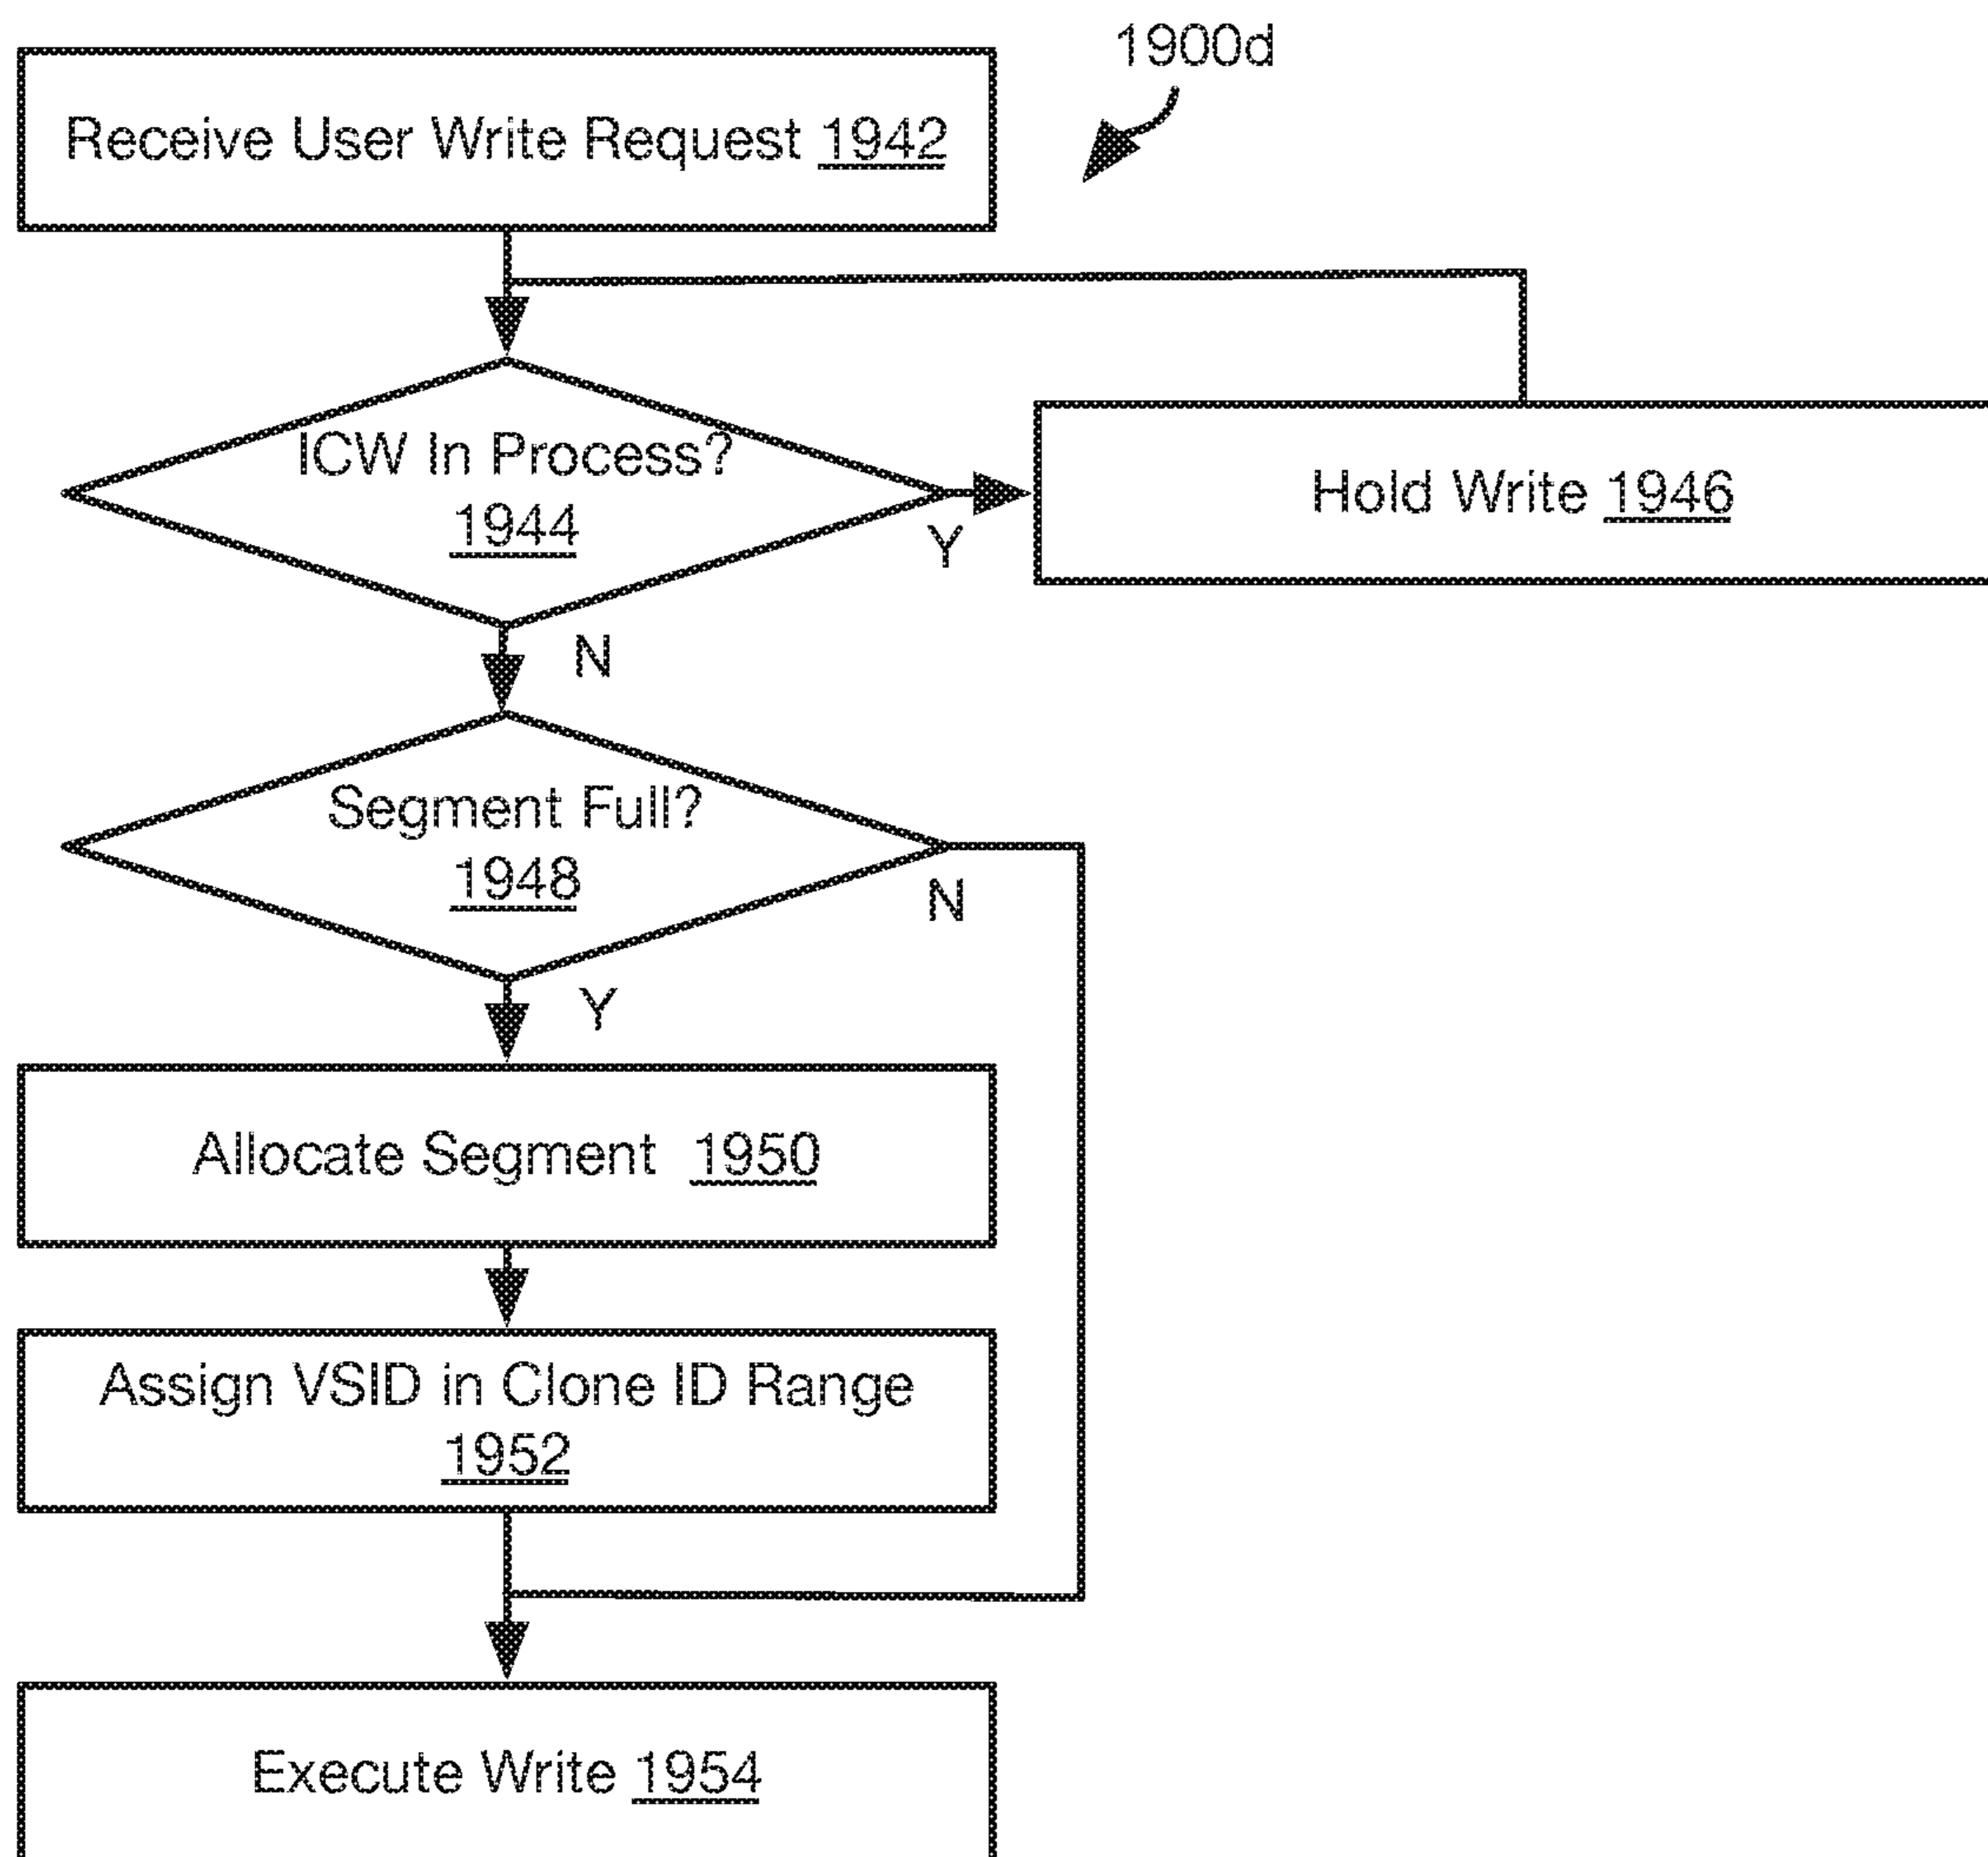 1900d
Receive User Write Request 1942
ICW In Process?
1944
Y
Hold Write 1946
N
Segment Full?
1948
N
Y
Allocate Segment 1950
Assign VSID in Clone ID Range
1952
Execute Write 1954